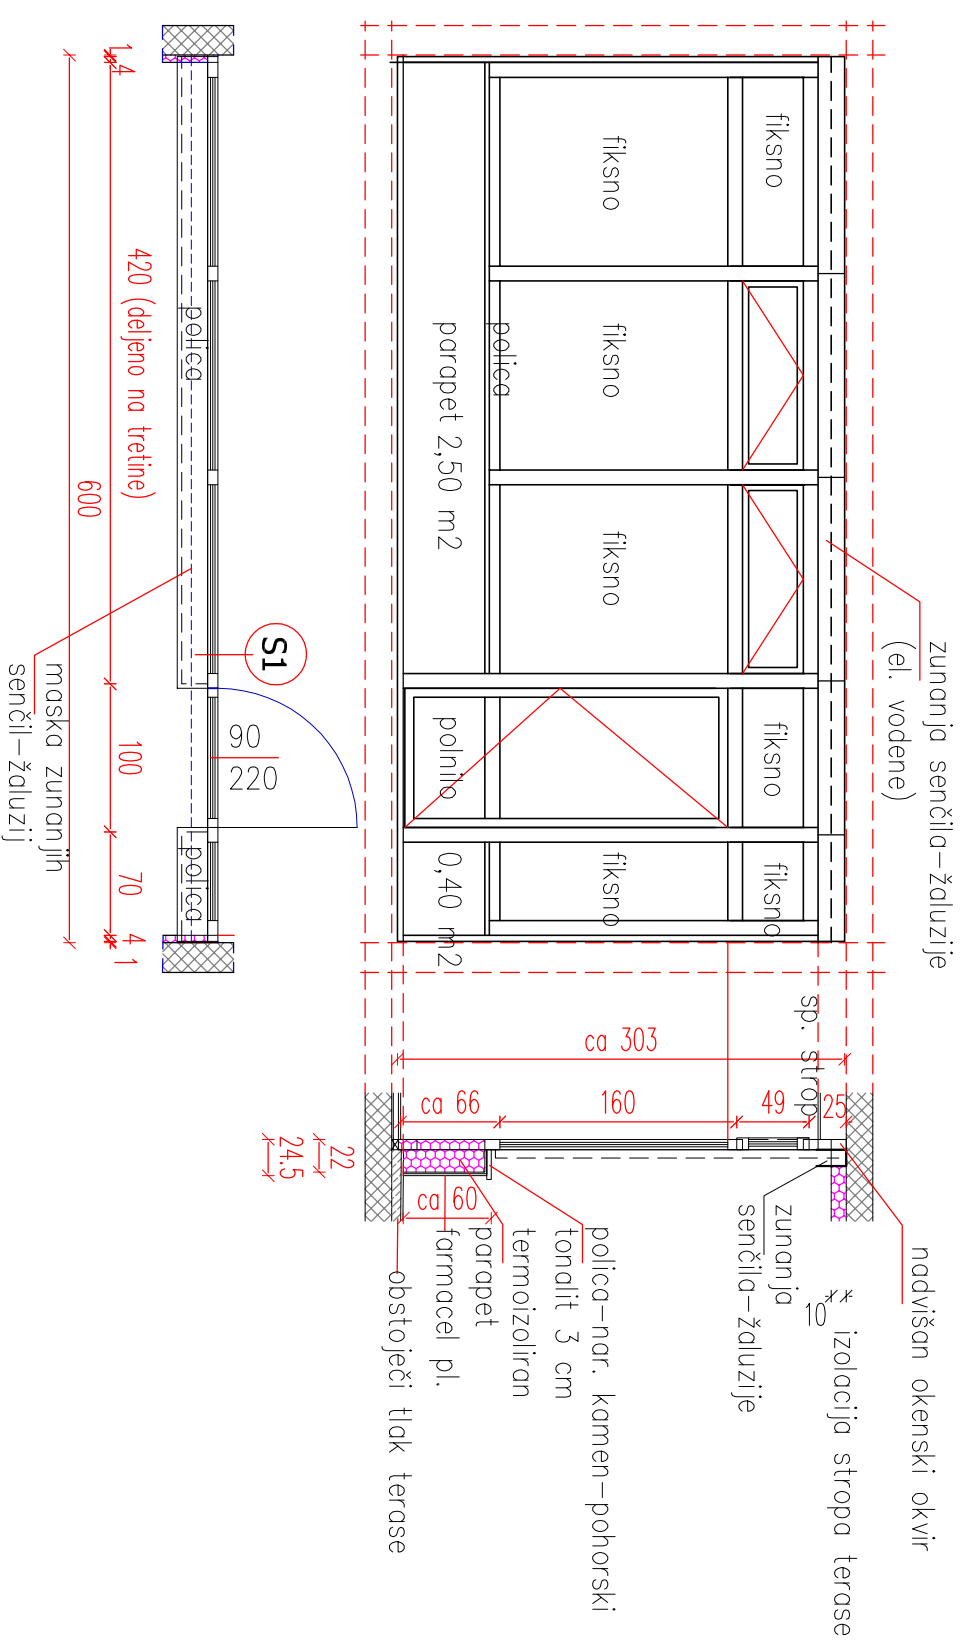 zunanja senčila-žaluzije
(el. vodene)
fiksno
fiksno
fiksno
fiksno
fiksno
fiksno
fiksno
polica
parapet 2,50 m2
polnilo
0,40 m2
S1
90
220
polica
polica
1
4
420 (deljeno na tretine)
100
70
4
1
600
maska zunanjih
senčil-žaluzij
nadvišan okenski okvir
izolacija stropa terase
10
sp. strop
zunanja
senčila-žaluzije
ca 303
ca 66
160
49
25
22
24.5
ca 60
polica-nar. kamen-pohorski
tonalit 3 cm
termoizoliran
parapet
farmacel pl.
obstoječi tlak terase